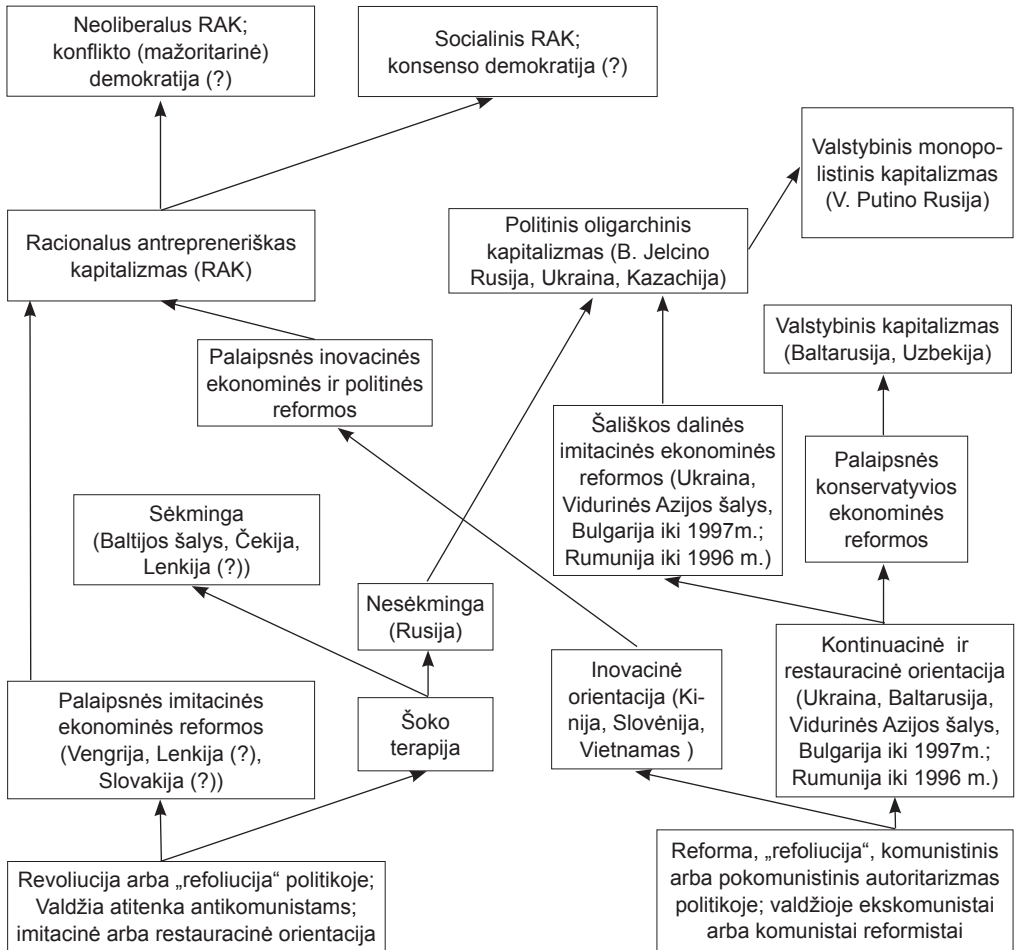 Neoliberalus RAK;
konflikto (mažoritarinė)
demokratija (?)
Socialinis RAK;
konsenso demokratija (?)
Valstybinis monopo-
listinis kapitalizmas
(V. Putino Rusija)
Racionalus antrepreneriškas
kapitalizmas (RAK)
Politinis oligarchinis
kapitalizmas (B. Jelcino
Rusija, Ukraina, Kazachija)
Valstybinis kapitalizmas
(Baltarusija, Uzbekija)
Palaipsnės inovacinės
ekonominės ir politinės
reformos
Šališkos dalinės
imitacinės ekonominės
reformos (Ukraina,
Vidurinės Azijos šalys,
Bulgarija iki 1997m.;
Rumunija iki 1996 m.)
Palaipsnės
konservatyvios
ekonominės
reformos
Sėkminga
(Baltijos šalys, Čekija,
Lenkija (?))
Nesėkminga
(Rusija)
Palaipsnės imitacinės
ekonominės reformos
(Vengrija, Lenkija (?),
Slovakija (?))
Šoko
terapija
Inovacinė
orientacija (Ki-
nija, Slovėnija,
Vietnamas )
Kontinuacinė ir
restauracinė orientacija
(Ukraina, Baltarusija,
Vidurinės Azijos šalys,
Bulgarija iki 1997m.;
Rumunija iki 1996 m.)
Revoliucija arba „refoliucija” politikoje;
Valdžia atitenka antikomunistams;
imitacinė arba restauracinė orientacija
Reforma, „refoliucija”, komunistinis
arba pokomunistinis autoritarizmas
politikoje; valdžioje ekskomunistai
arba komunistai reformistai